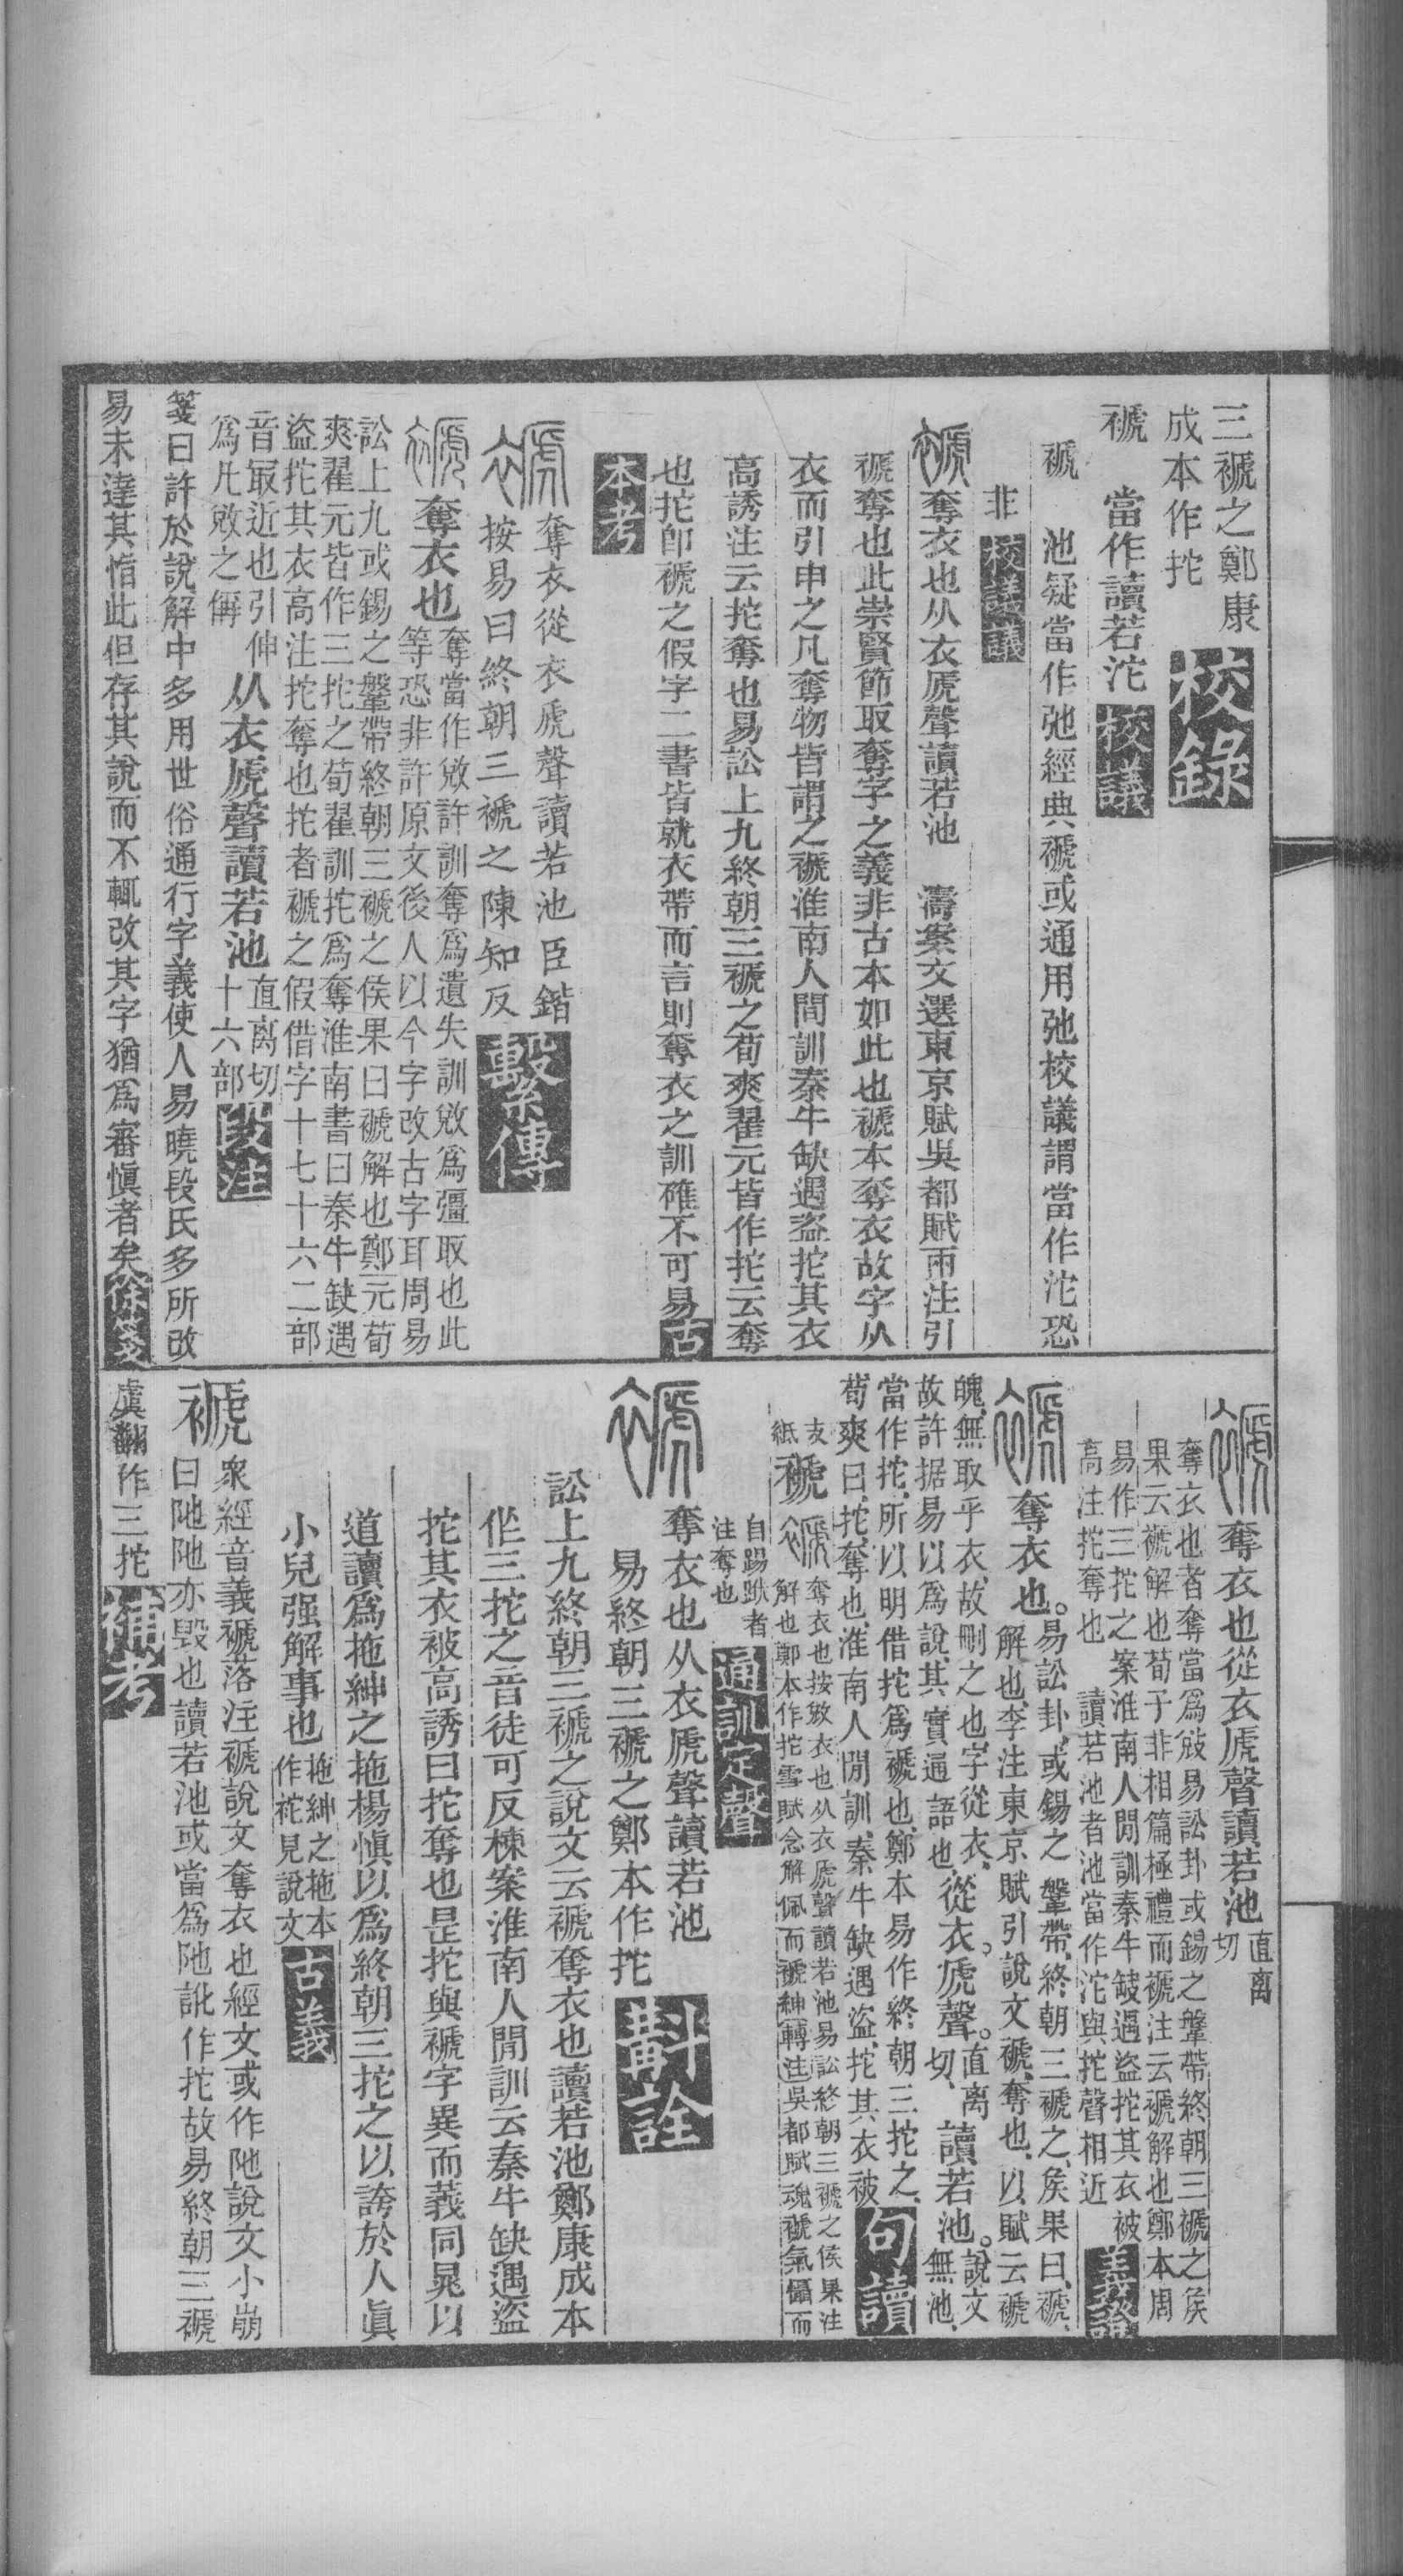 三褫之鄭康
成本作拕
校錄
褫　當作讀若沱
校議
褫　池疑當作弛經典褫或通用弛校議謂當作沱恐
非
校議議
奪衣也从衣虒聲讀若池　濤案文選東京賦吳都賦兩注引
褫奪也此崇賢節取奪字之義非古本如此也褫本奪衣故字从
衣而引申之凡奪物皆謂之褫淮南人間訓秦牛缺遇盜拕其衣
高誘注云拕奪也易訟上九終朝三褫之荀爽翟元皆作拕云奪
也拕卽褫之假字二書皆就衣帶而言則奪衣之訓確不可易
古
本考
奪衣從衣虒聲讀若池臣鍇
按易曰終朝三褫之陳知反
繫傳
奪衣也
奪當作敚許訓奪爲遺失訓敚爲彊取也此
等恐非許原文後人以今字改古字耳周易
訟上九或錫之鞶帶終朝三褫之侯果曰褫解也鄭元荀
爽翟元皆作三拕之荀翟訓拕爲奪淮南書曰秦牛缺遇
盜拕其衣高注拕奪也拕者褫之假借字十七十六二部
音最近也引伸
爲凡敚之偁
从衣虒聲讀若池
直离切
十六部
段注
箋曰許於說解中多用世俗通行字義使人易曉段氏多所改
易未達其恉此但存其說而不輒改其字猶爲審愼者矣
徐箋
奪衣也從衣虒聲讀若池
直离
切
奪衣也者奪當爲敓易訟卦或錫之鞶帶終朝三褫之侯
果云褫解也荀子非相篇極禮而褫注云褫解也鄭本周
易作三拕之案淮南人閒訓秦牛缺遇盜拕其衣被
高注拕奪也　讀若池者池當作沱與拕聲相近
義證
奪衣也。
易訟卦、或錫之鞶帶、終朝三褫之、侯果曰、褫、
解也、李注東京賦引說文褫、奪也、以賦云褫
魄、無取乎衣、故刪之也、字從衣、
故許据易以爲說、其實通語也、
從衣。虒聲。
直离
切、
讀若池。
說文
無池、
當作拕、所以明借拕爲褫也、鄭本易作終朝三拕之、
荀爽曰、拕、奪也、淮南人閒訓、秦牛缺遇盜、拕其衣被
句讀
支
紙
褫
奪衣也按敚衣也从衣虒聲讀若池易訟終朝三褫之侯果注
解也鄭本作拕雪賦念解佩而褫紳轉注吳都賦魂褫氣懾而
自踢䟮者
注奪也
通訓定聲
奪衣也从衣虒聲讀若池
易終朝三褫之鄭本作拕
斠詮
訟上九終朝三褫之說文云褫奪衣也讀若池鄭康成本
作三拕之音徒可反棟案淮南人閒訓云秦牛缺遇盜
拕其衣被高誘曰拕奪也是拕與褫字異而義同晁以
道讀爲拖紳之拖楊愼以爲終朝三拕之以誇於人眞
小兒强解事也
拖紳之拖本
作袉見說文
古義
褫
衆經音義褫落注褫說文奪衣也經文或作阤說文小崩
曰阤阤亦毀也讀若池或當爲阤訛作拕故易終朝三褫
虞翻作三拕
補考